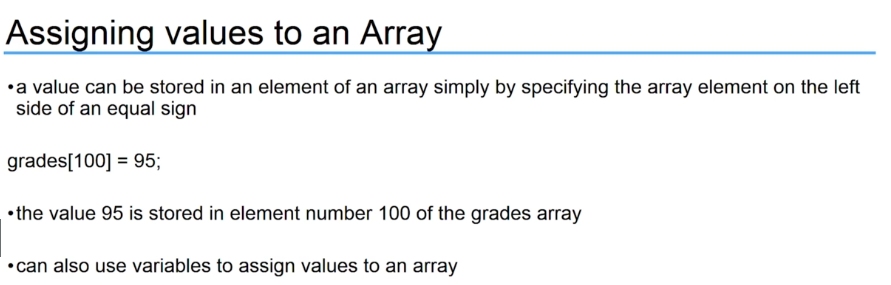 Assigning values to an Array
•a value can be stored in an element of an array simply by specifying the array element on the left
side of an equal sign
grades[100] = 95;
•the value 95 is stored in element number 100 of the grades array
•can also use variables to assign values to an array